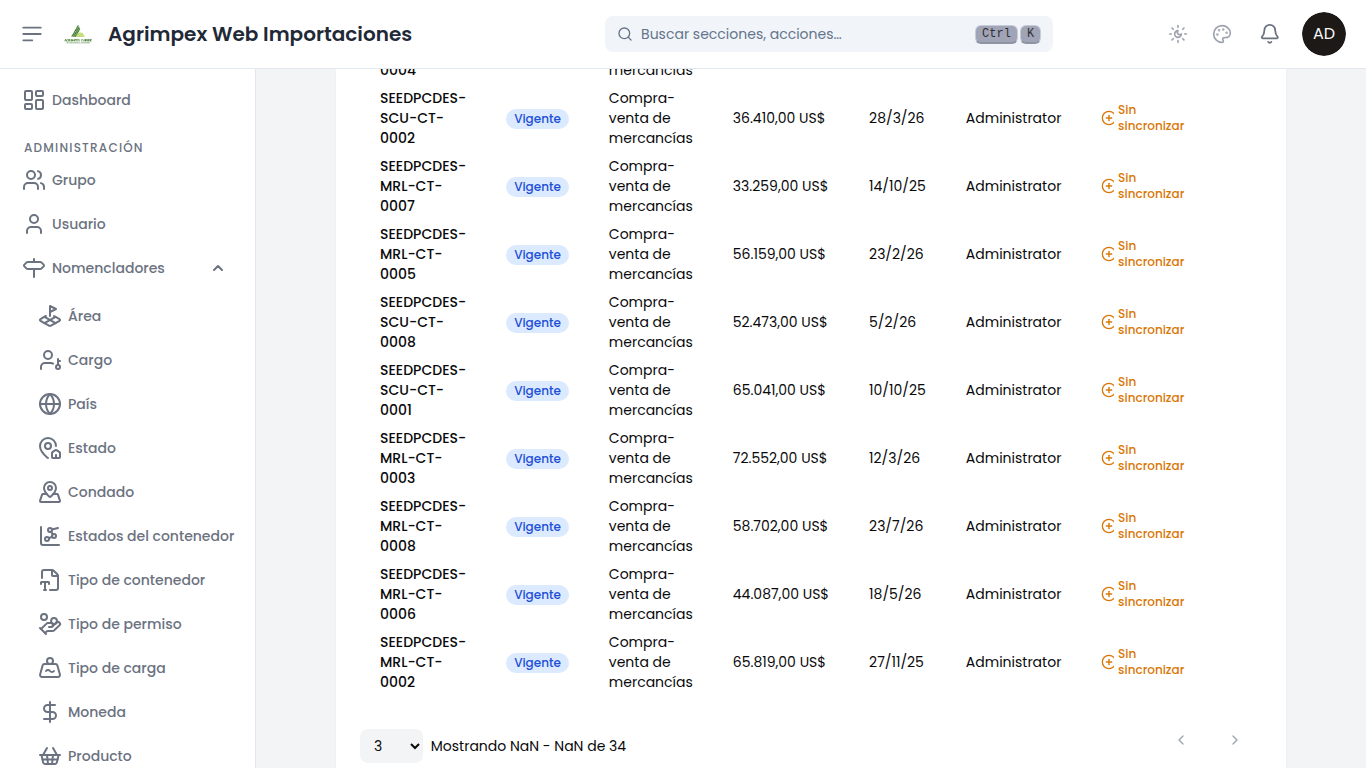 Agrimpex Web Importaciones
Buscar secciones, acciones…
Ctrl K
AD
Dashboard
ADMINISTRACIÓN
Grupo
Usuario
Nomencladores
Área
Cargo
País
Estado
Condado
Estados del contenedor
Tipo de contenedor
Tipo de permiso
Tipo de carga
Moneda
Producto
0004
mercancías
SEEDPCDES-
SCU-CT-
0002
Vigente
Compra-
venta de
mercancías
36.410,00 US$
28/3/26
Administrator
Sin
sincronizar
SEEDPCDES-
MRL-CT-
0007
Vigente
Compra-
venta de
mercancías
33.259,00 US$
14/10/25
Administrator
Sin
sincronizar
SEEDPCDES-
MRL-CT-
0005
Vigente
Compra-
venta de
mercancías
56.159,00 US$
23/2/26
Administrator
Sin
sincronizar
SEEDPCDES-
SCU-CT-
0008
Vigente
Compra-
venta de
mercancías
52.473,00 US$
5/2/26
Administrator
Sin
sincronizar
SEEDPCDES-
SCU-CT-
0001
Vigente
Compra-
venta de
mercancías
65.041,00 US$
10/10/25
Administrator
Sin
sincronizar
SEEDPCDES-
MRL-CT-
0003
Vigente
Compra-
venta de
mercancías
72.552,00 US$
12/3/26
Administrator
Sin
sincronizar
SEEDPCDES-
MRL-CT-
0008
Vigente
Compra-
venta de
mercancías
58.702,00 US$
23/7/26
Administrator
Sin
sincronizar
SEEDPCDES-
MRL-CT-
0006
Vigente
Compra-
venta de
mercancías
44.087,00 US$
18/5/26
Administrator
Sin
sincronizar
SEEDPCDES-
MRL-CT-
0002
Vigente
Compra-
venta de
mercancías
65.819,00 US$
27/11/25
Administrator
Sin
sincronizar
3
Mostrando NaN - NaN de 34